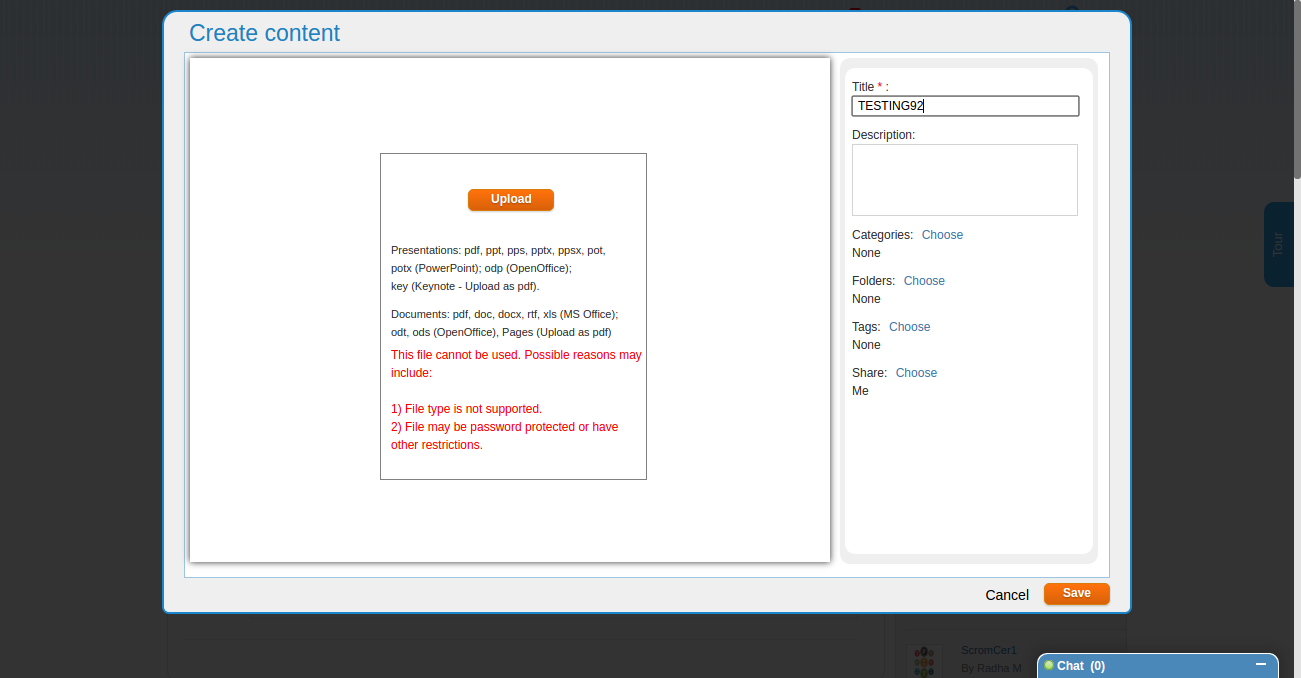 Create content
Upload
Presentations: pdf, ppt, pps, pptx, ppsx, pot,
potx (PowerPoint); odp (OpenOffice);
key (Keynote - Upload as pdf).
Documents: pdf, doc, docx, rtf, xls (MS Office);
odt, ods (OpenOffice), Pages (Upload as pdf)
This file cannot be used. Possible reasons may
include:
1) File type is not supported.
2) File may be password protected or have
other restrictions.
Title * :
TESTING92
Description:
Categories: Choose
None
Folders: Choose
None
Tags: Choose
None
Share: Choose
Me
Cancel
Save
Tour
ScromCer1
By Radha M
Chat (0)